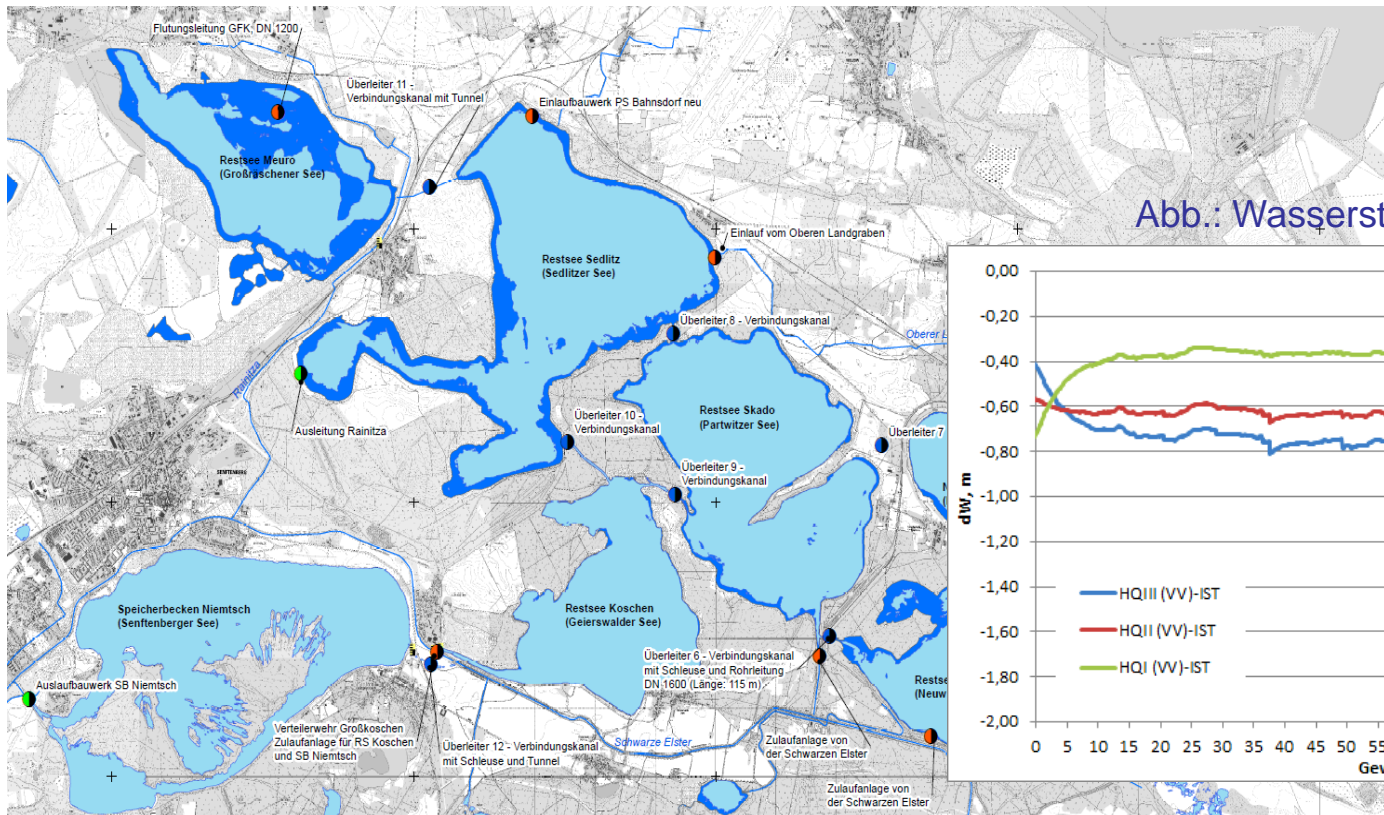 Flutungsleitung GFK, DN 1200
Überleiter 11 -
Verbindungskanal mit Tunnel
Einlaufbauwerk PS Bahnsdorf neu
Restsee Meuro
(Großräschener See)
Abb.: Wasserst
Einlauf vom Oberen Landgraben
Restsee Sedlitz
(Sedlitzer See)
Überleiter 8 - Verbindungskanal
Oberer L
Rainitza
Ausleitung Rainitza
Restsee Skado
(Partwitzer See)
Überleiter 10 -
Verbindungskanal
Überleiter 7
Überleiter 9 -
Verbindungskanal
SENFTENBERG
Speicherbecken Niemtsch
(Senftenberger See)
Restsee Koschen
(Geierswalder See)
Überleiter 6 - Verbindungskanal
mit Schleuse und Rohrleitung
DN 1600 (Länge: 115 m)
Restse
(Neuw
Auslaufbauwerk SB Niemtsch
Verteilerwehr Großkoschen
Zulaufanlage für RS Koschen
und SB Niemtsch
Überleiter 12 - Verbindungskanal
mit Schleuse und Tunnel
Schwarze Elster
Zulaufanlage von
der Schwarzen Elster
Zulaufanlage von
der Schwarzen Elster
0,00
-0,20
-0,40
-0,60
-0,80
-1,00
-1,20
-1,40
-1,60
-1,80
-2,00
dW, m
HQIII (VV)-IST
HQII (VV)-IST
HQI (VV)-IST
0 5 10 15 20 25 30 35 40 45 50 55
Gew